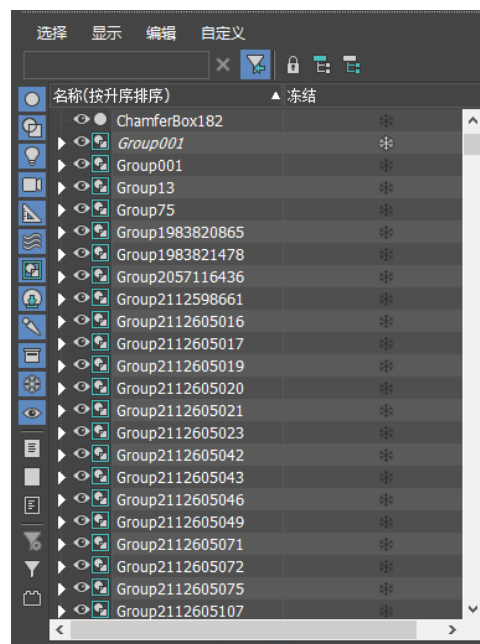 选择 显示 编辑 自定义
名称(按升序排序) 冻结
ChamferBox182
Group001
Group001
Group13
Group75
Group1983820865
Group1983821478
Group2057116436
Group2112598661
Group2112605016
Group2112605017
Group2112605019
Group2112605020
Group2112605021
Group2112605023
Group2112605042
Group2112605043
Group2112605046
Group2112605049
Group2112605071
Group2112605072
Group2112605075
Group2112605107